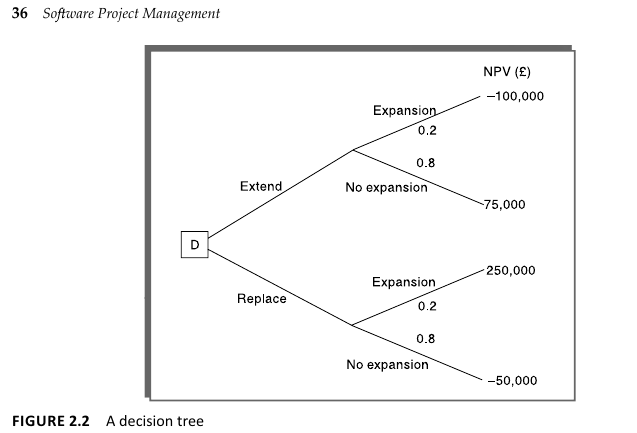 36 Software Project Management
NPV (£)
–100,000
Expansion
0.2
0.8
Extend
No expansion
75,000
D
250,000
Expansion
Replace
0.2
0.8
No expansion
–50,000
FIGURE 2.2 A decision tree